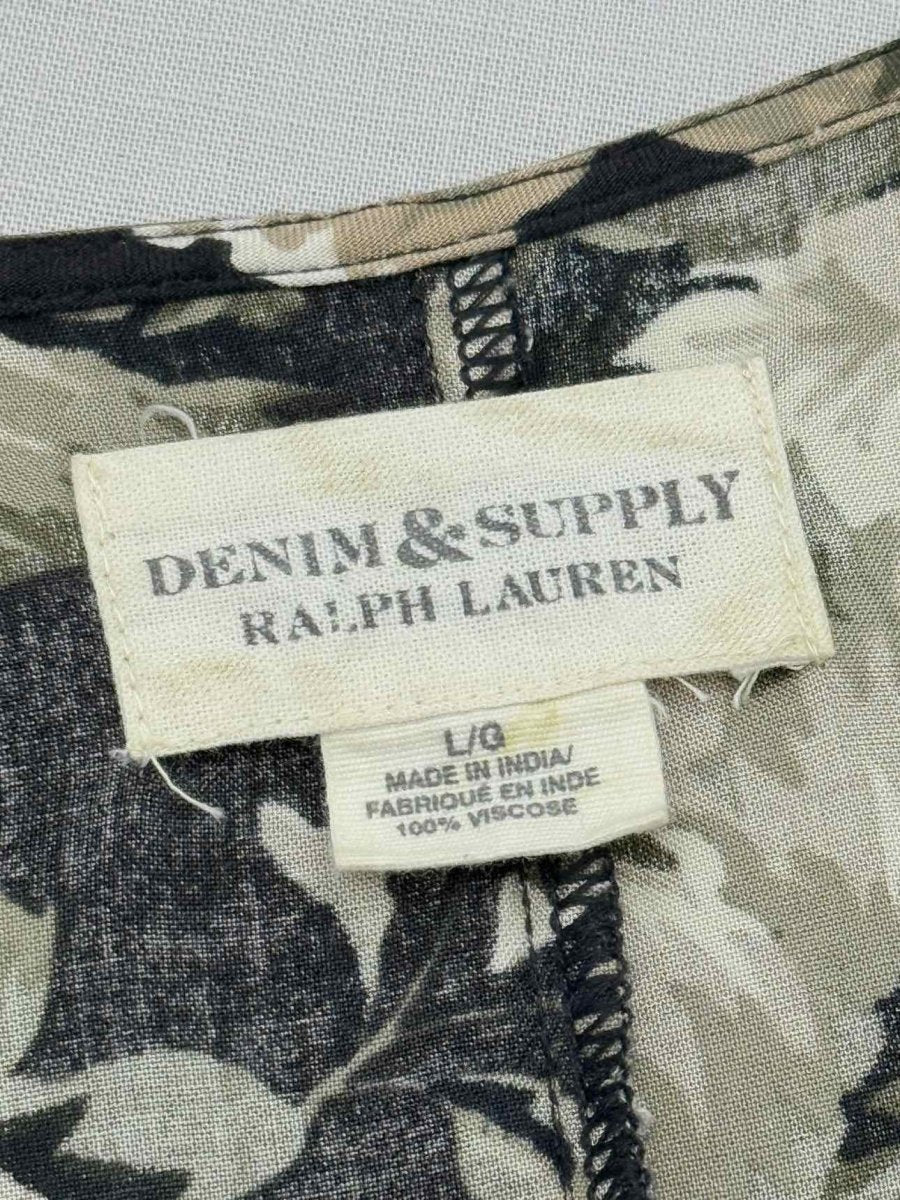 DENIM & SUPPLY
RALPH LAUREN
L/G
MADE IN INDIA/
FABRIQUÉ EN INDE
100% VISCOSE